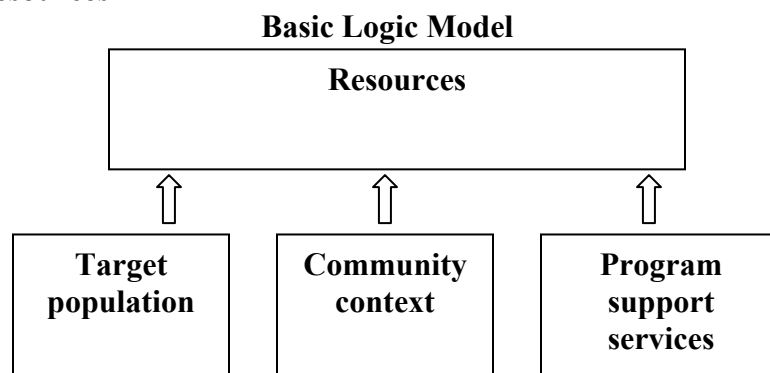 Basic Logic Model
Resources
Target
population
Community
context
Program
support
services